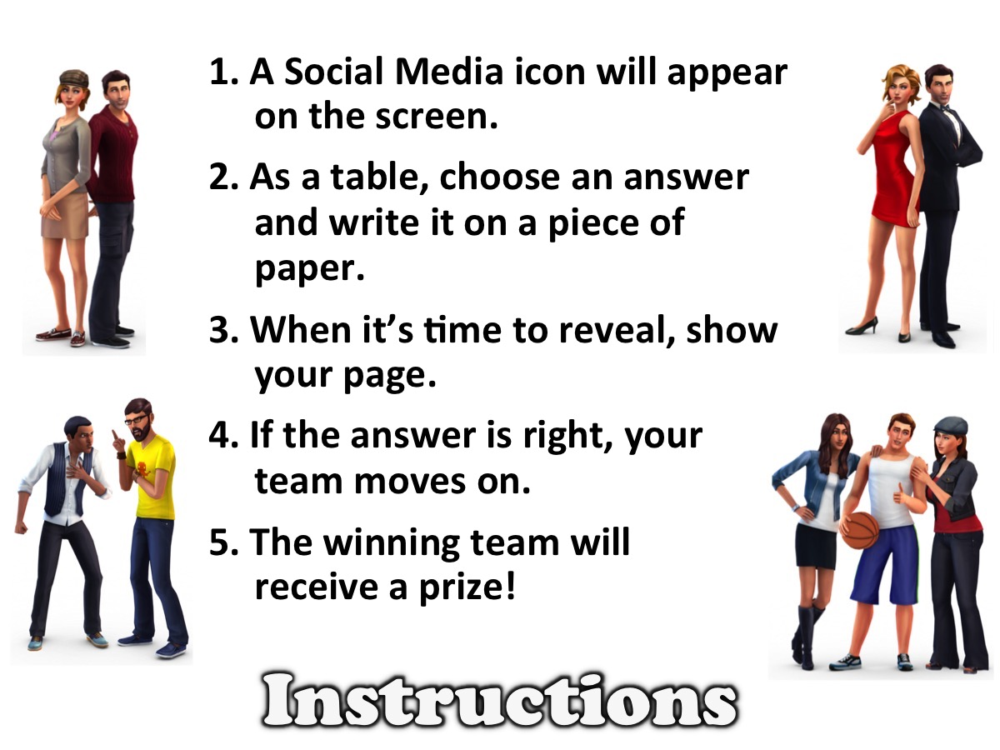 1. A Social Media icon will appear
on the screen.
2. As a table, choose an answer
and write it on a piece of
paper.
3. When it’s time to reveal, show
your page.
4. If the answer is right, your
team moves on.
5. The winning team will
receive a prize!
Instructions